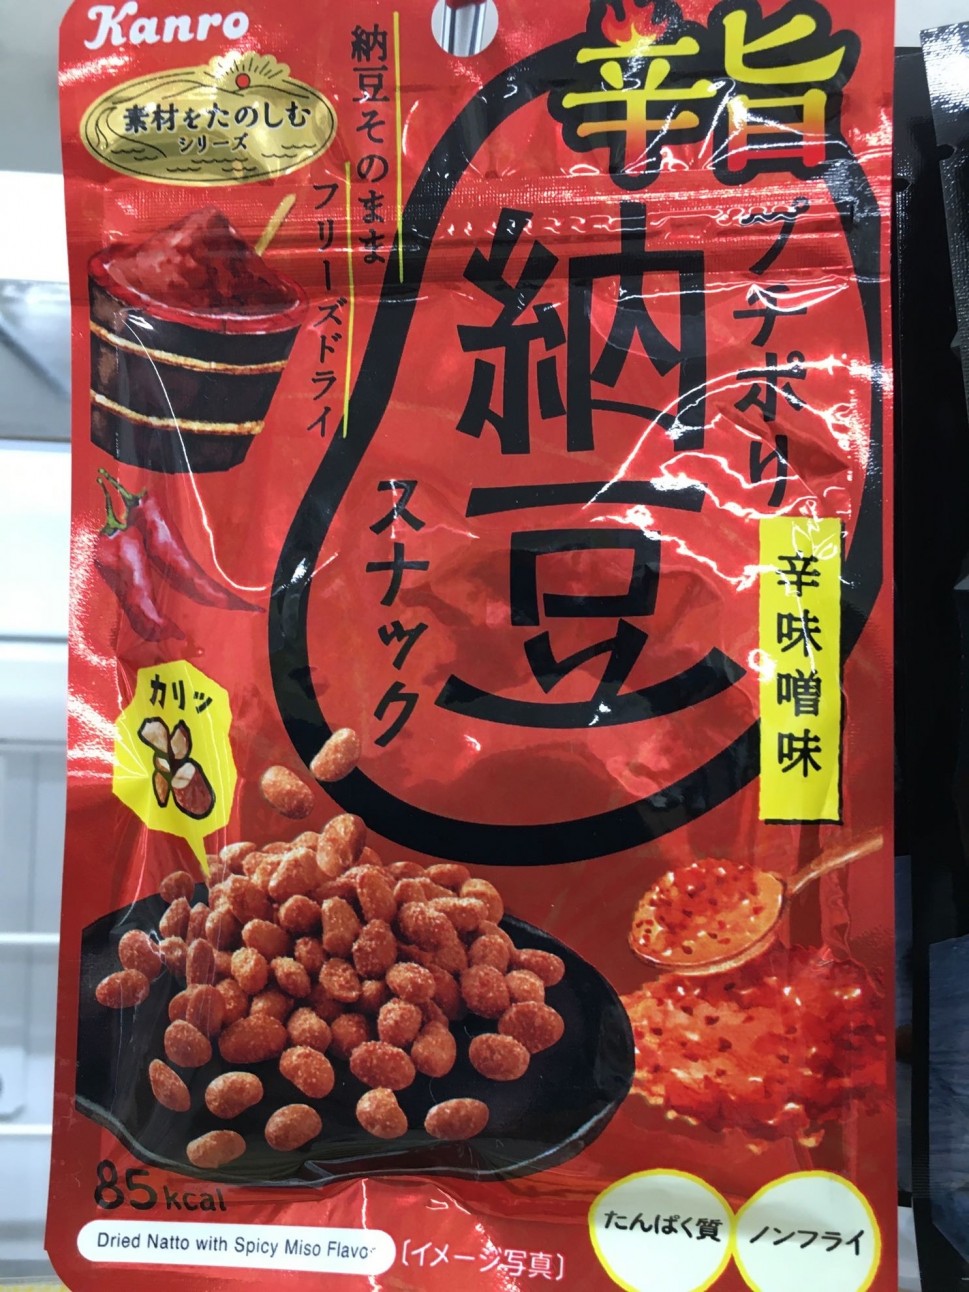 Kanro
素材をたのしむ
シリーズ
納豆そのまま
フリーズドライ
旨辛
プチポリ
納豆
スナック
辛味噌味
カリッ
85kcal
Dried Natto with Spicy Miso Flavor
［イメージ写真］
たんぱく質
ノンフライ